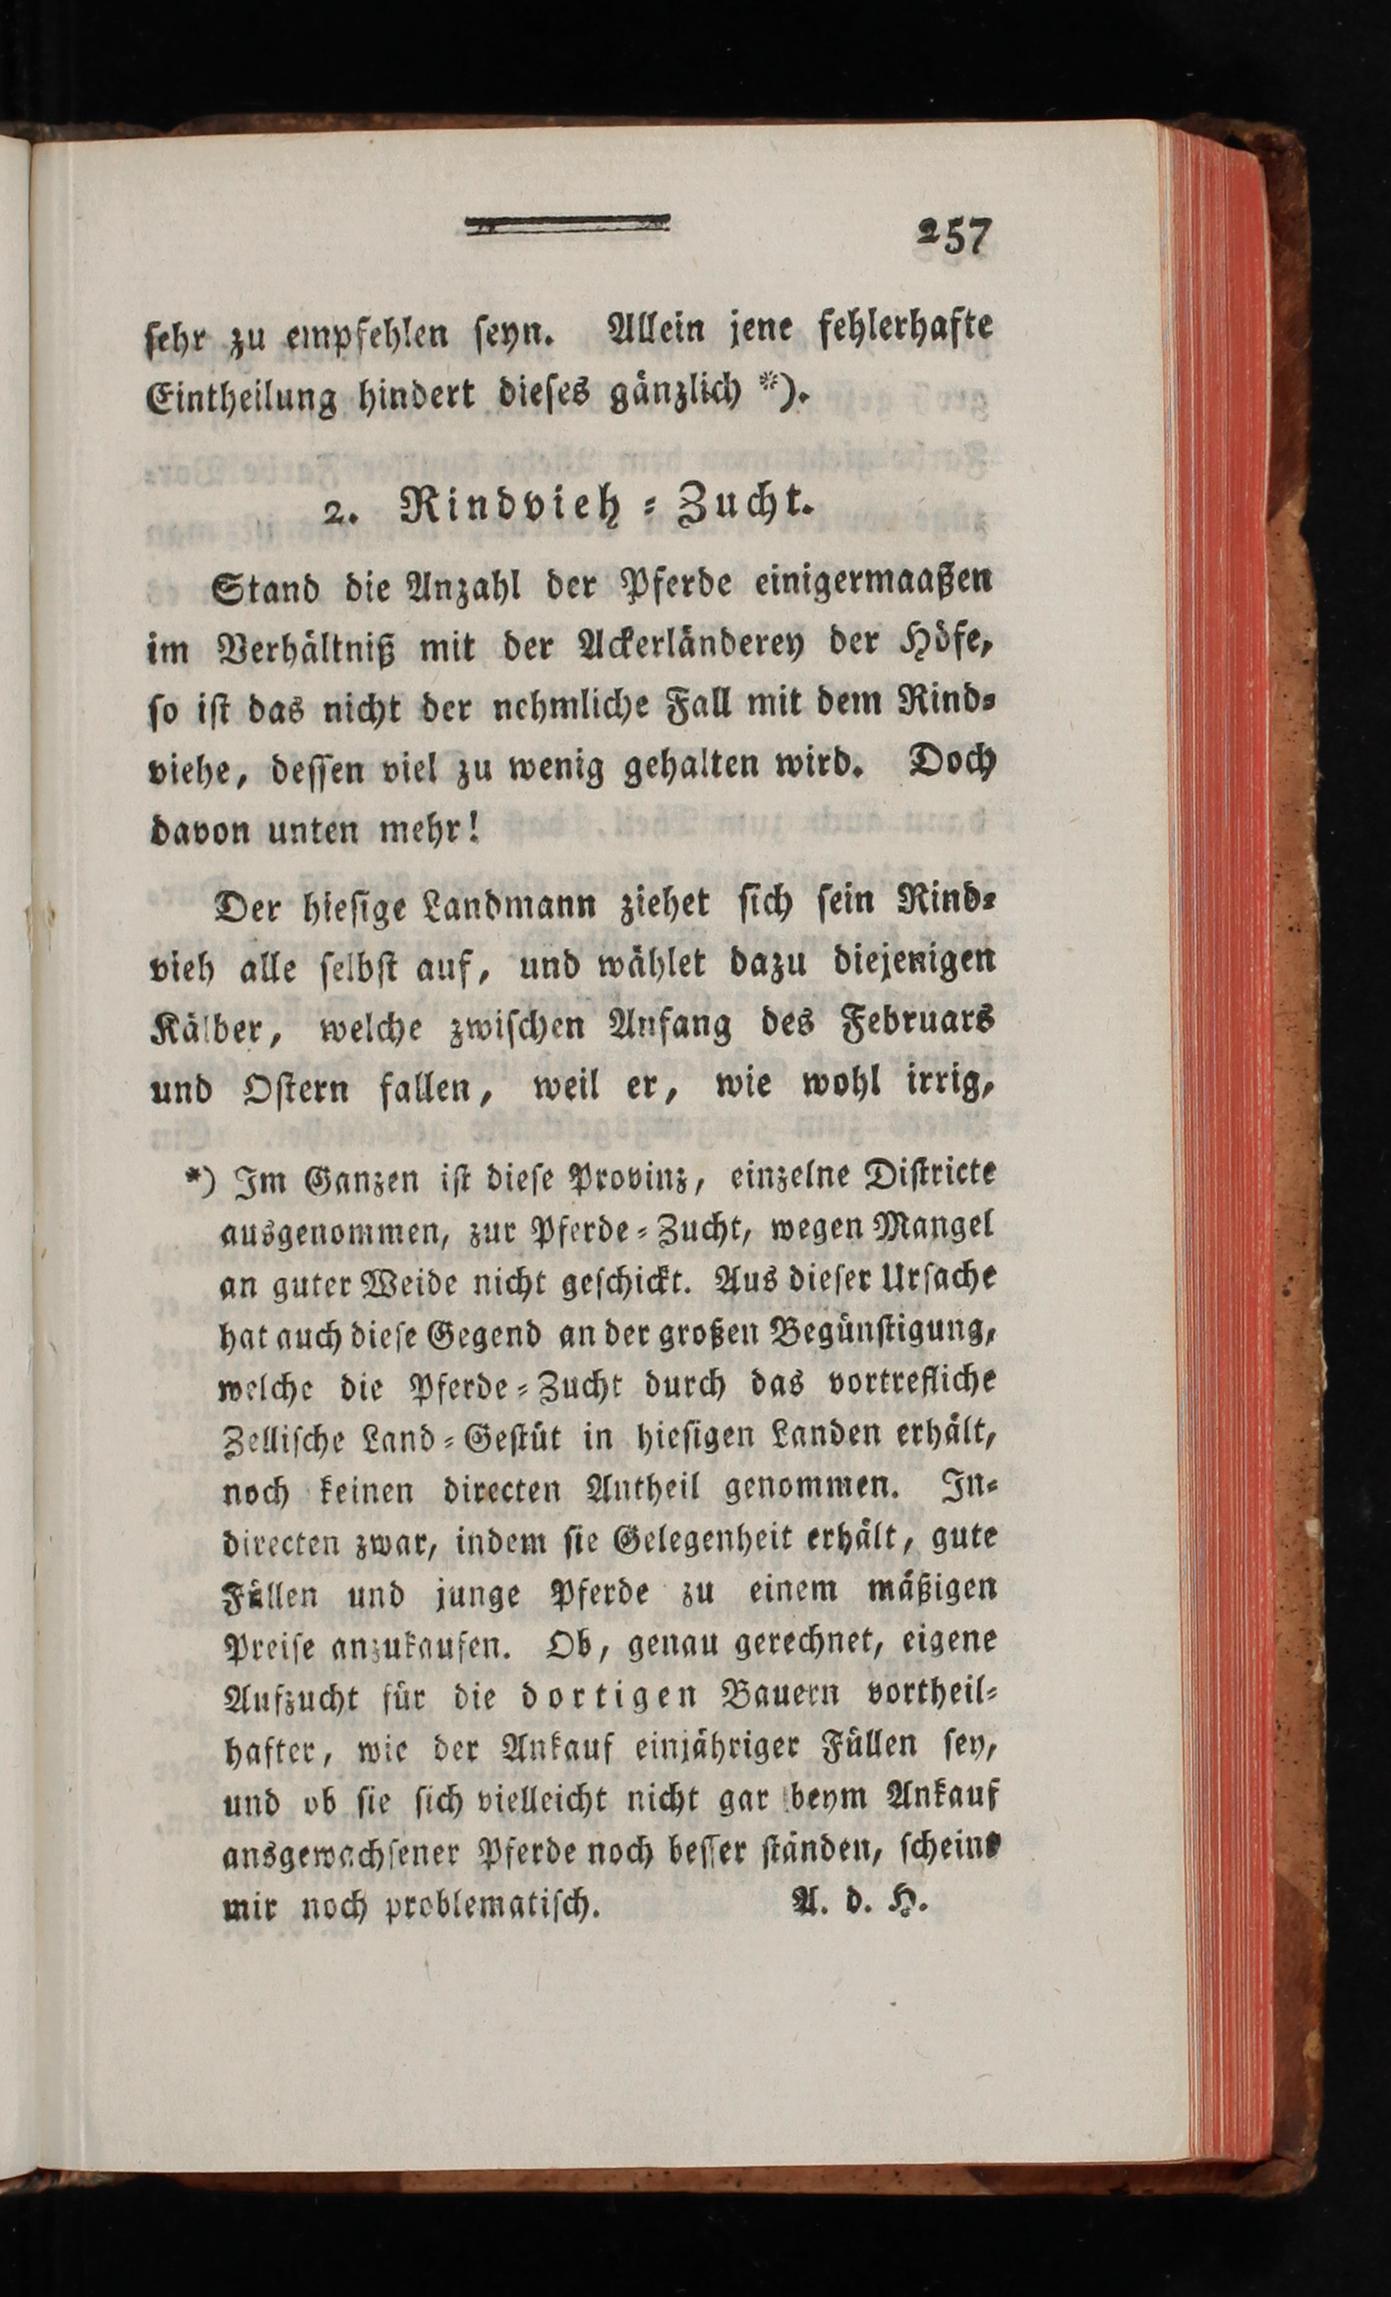 257
ſehr zu empfehlen ſeyn. Allein jene fehlerhafte
Eintheilung hindert dieſes gänzlich *).
2. Rindvieh-Zucht.
Stand die Anzahl der Pferde einigermaaßen
im Verhältniß mit der Ackerländerey der Höfe,
ſo iſt das nicht der nehmliche Fall mit dem Rind-
viehe, deſſen viel zu wenig gehalten wird. Doch
davon unten mehr!
Der hieſige Landmann ziehet ſich ſein Rind-
vieh alle ſelbſt auf, und wählet dazu diejenigen
Kälber, welche zwiſchen Anfang des Februars
und Oſtern fallen, weil er, wie wohl irrig,
*) Im Ganzen iſt dieſe Provinz, einzelne Diſtricte
ausgenommen, zur Pferde-Zucht, wegen Mangel
an guter Weide nicht geſchickt. Aus dieſer Urſache
hat auch dieſe Gegend an der großen Begünſtigung,
welche die Pferde-Zucht durch das vortrefliche
Zelliſche Land-Geſtüt in hieſigen Landen erhält,
noch keinen directen Antheil genommen. In-
directen zwar, indem ſie Gelegenheit erhält, gute
Füllen und junge Pferde zu einem mäßigen
Preiſe anzukaufen. Ob, genau gerechnet, eigene
Aufzucht für die dortigen Bauern vortheil-
hafter, wie der Ankauf einjähriger Füllen ſey,
und ob ſie ſich vielleicht nicht gar beym Ankauf
ansgewachſener Pferde noch beſſer ſtänden, ſcheint
mir noch problematiſch. A. d. H.